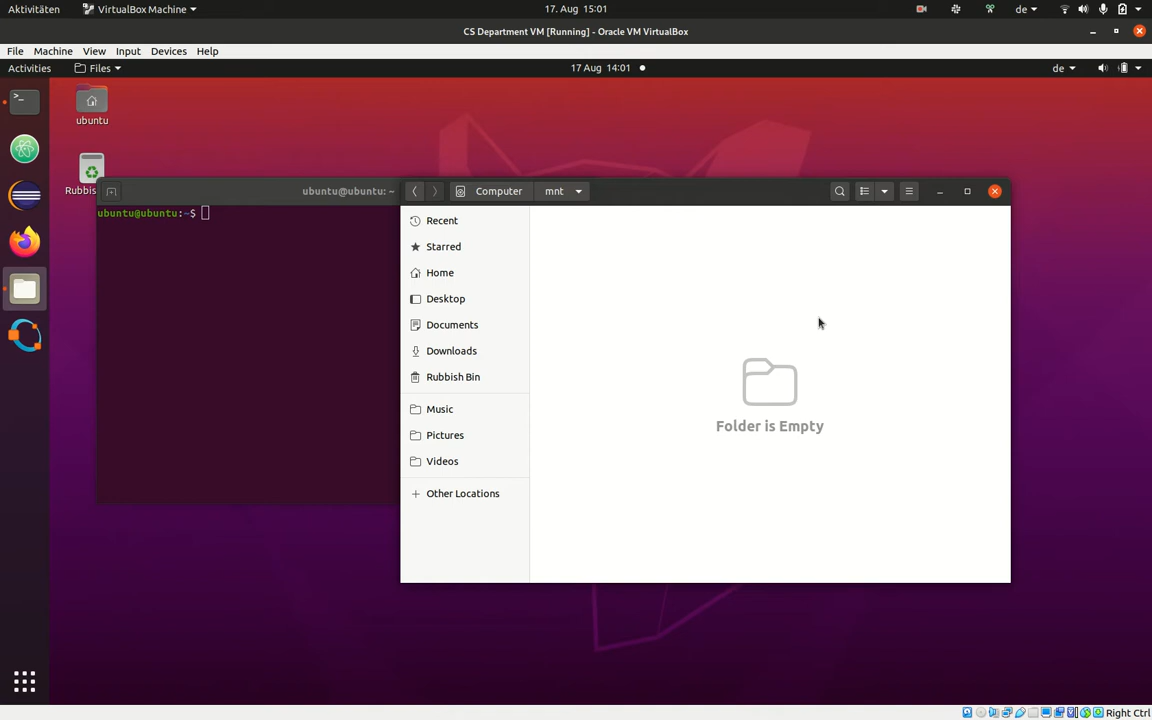 Aktivitäten VirtualBox Machine 17. Aug 15:01 de
CS Department VM [Running] - Oracle VM VirtualBox
File Machine View Input Devices Help
Activities Files 17 Aug 14:01 de
ubuntu
Rubbis
ubuntu@ubuntu: ~
ubuntu@ubuntu:~$
Computer mnt
Recent
Starred
Home
Desktop
Documents
Downloads
Rubbish Bin
Music
Pictures
Videos
Other Locations
Folder is Empty
Right Ctrl